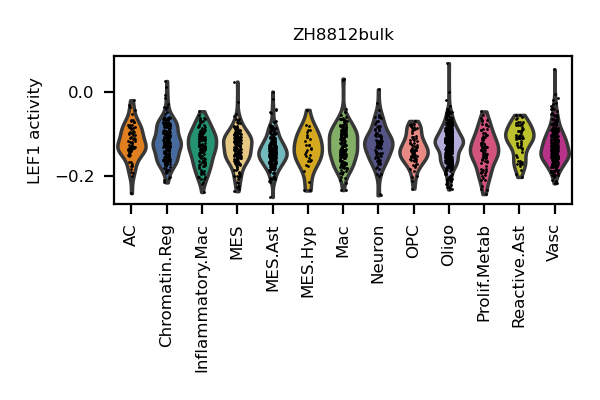 ZH8812bulk
LEF1 activity
0.0
−0.2
AC
Chromatin.Reg
Inflammatory.Mac
MES
MES.Ast
MES.Hyp
Mac
Neuron
OPC
Oligo
Prolif.Metab
Reactive.Ast
Vasc